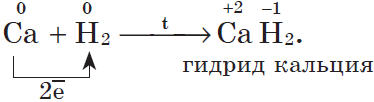 0 0 +2 –1
Ca + H₂ t⟶ Ca H₂.
2e̅ гидрид кальция